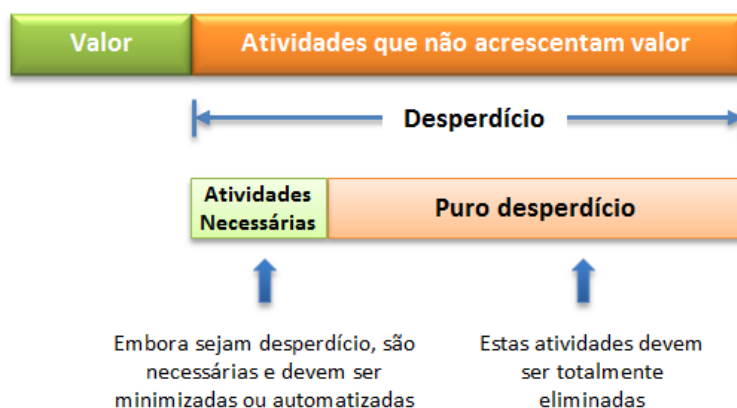 Valor
Atividades que não acrescentam valor
Desperdício
Atividades
Necessárias
Puro desperdício
Embora sejam desperdício, são
necessárias e devem ser
minimizadas ou automatizadas
Estas atividades devem
ser totalmente
eliminadas